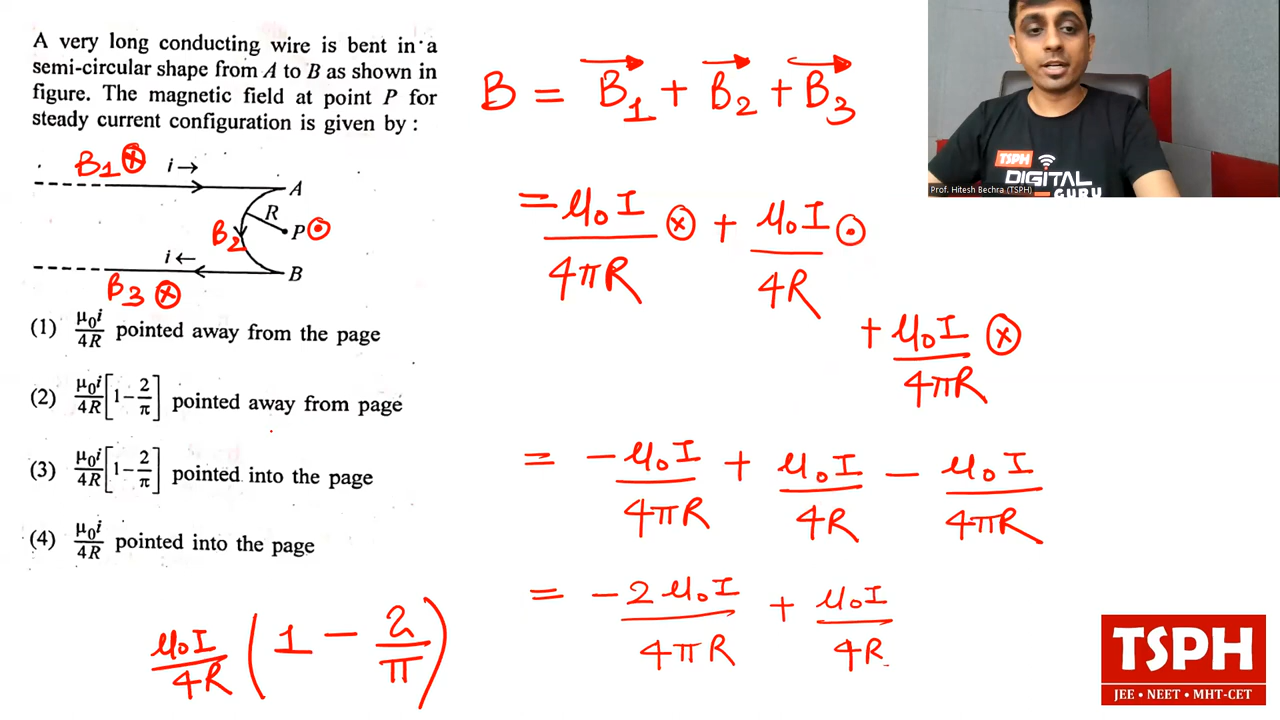 A very long conducting wire is bent in a
semi-circular shape from A to B as shown in
figure. The magnetic field at point P for
steady current configuration is given by :
B₁ ⊗ i→
A
R
B₂ P ⊙
i←
B
B₃ ⊗
(1) μ₀i/4R pointed away from the page
(2) μ₀i/4R [1−2/π] pointed away from page
(3) μ₀i/4R [1−2/π] pointed into the page
(4) μ₀i/4R pointed into the page
μ₀I/4R (1 − 2/π)
B = B⃗₁ + B⃗₂ + B⃗₃
= μ₀I/4πR ⊗ + μ₀I/4R ⊙
+ μ₀I/4πR ⊗
= −μ₀I/4πR + μ₀I/4R − μ₀I/4πR
= −2μ₀I/4πR + μ₀I/4R
TSPH
DIGITAL
GURU
Prof. Hitesh Bechra (TSPH)
TSPH
JEE • NEET • MHT-CET